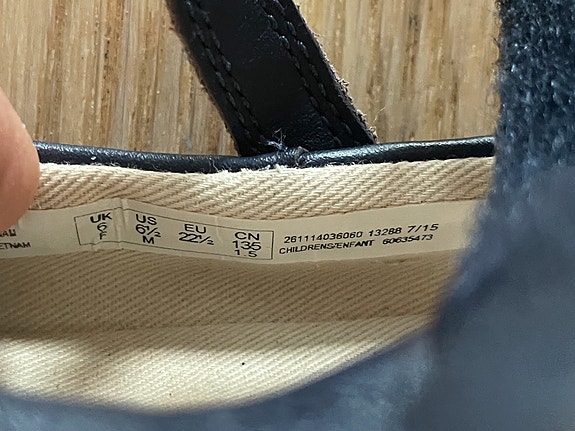 UK
6
F
US
6½
M
EU
22½
CN
135
1.5
261114036060 13288 7/15
CHILDRENS/ENFANT 60635473